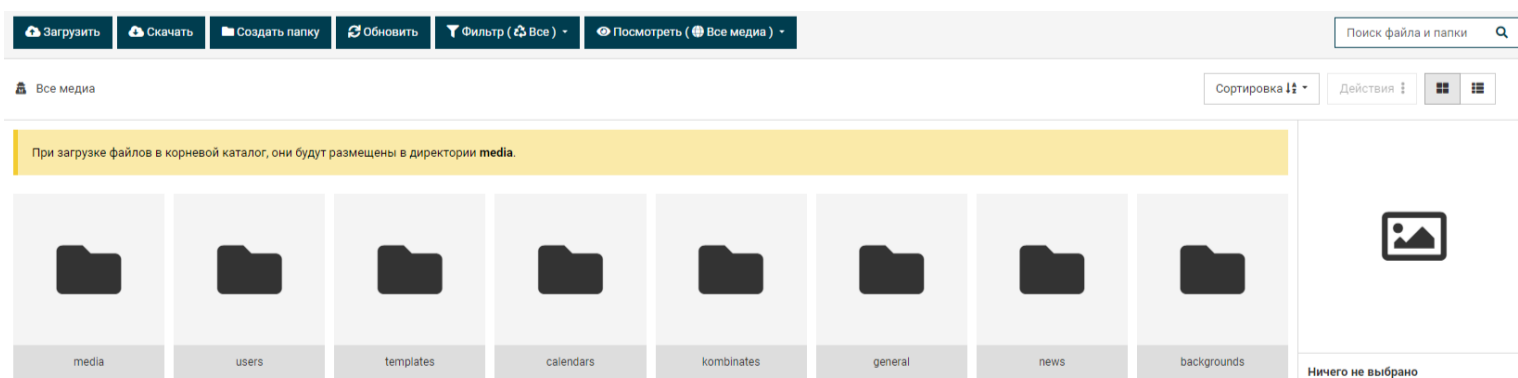 Загрузить Скачать Создать папку Обновить Фильтр ( Все ) Посмотреть ( Все медиа ) Поиск файла и папки
Все медиа Сортировка Действия
При загрузке файлов в корневой каталог, они будут размещены в директории media.
media users templates calendars kombinates general news backgrounds
Ничего не выбрано